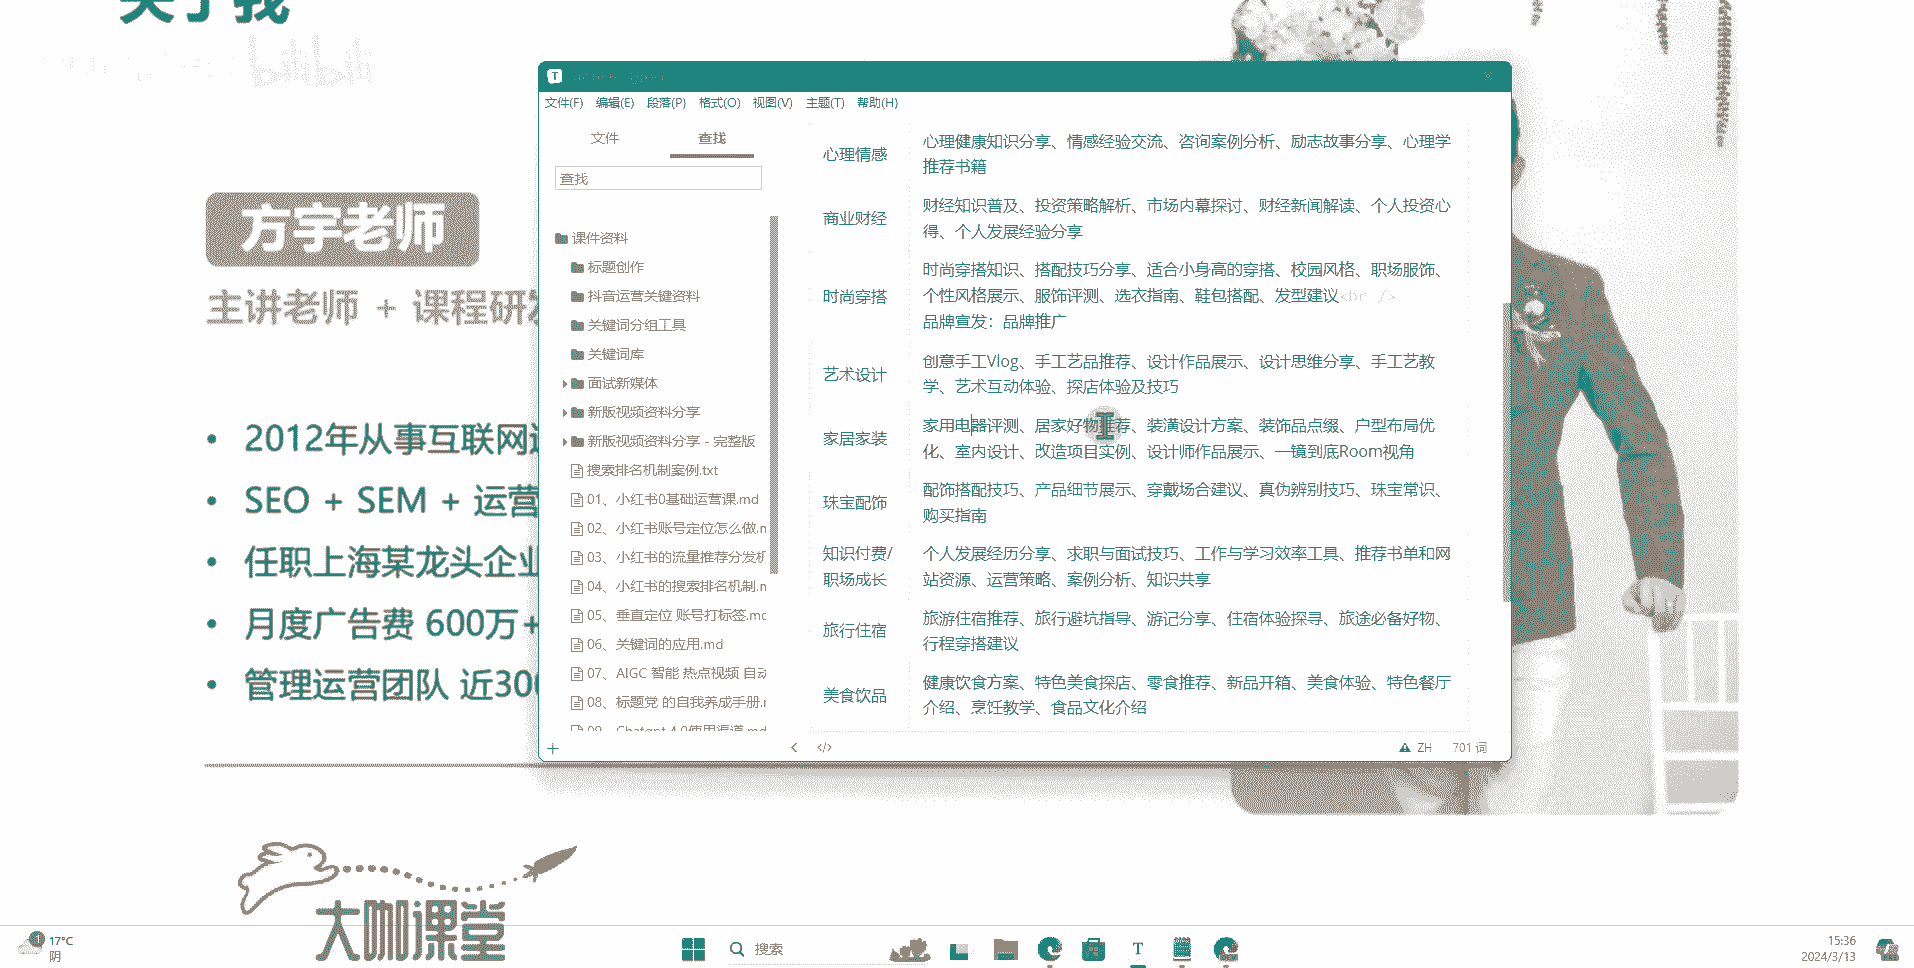 关于我
bilibili
方宇老师
主讲老师 + 课程研发
2012年从事互联网
SEO + SEM + 运营
任职上海某龙头企业
月度广告费 600万+
管理运营团队 近300
大咖课堂
文件(F) 编辑(E) 段落(P) 格式(O) 视图(V) 主题(T) 帮助(H)
文件 查找
查找
课件资料
标题创作
抖音运营关键资料
关键词分组工具
关键词库
面试新媒体
新版视频资料分享
新版视频资料分享 - 完整版
搜索排名机制案例.txt
01、小红书0基础运营课.md
02、小红书账号定位怎么做.m
03、小红书的流量推荐分发机
04、小红书的搜索排名机制.m
05、垂直定位 账号打标签.mc
06、关键词的应用.md
07、AIGC 智能 热点视频 自动
08、标题党 的自我养成手册.r
09、Chatgpt 4.0使用渠道.md
心理情感
心理健康知识分享、情感经验交流、咨询案例分析、励志故事分享、心理学
推荐书籍
商业财经
财经知识普及、投资策略解析、市场内幕探讨、财经新闻解读、个人投资心
得、个人发展经验分享
时尚穿搭
时尚穿搭知识、搭配技巧分享、适合小身高的穿搭、校园风格、职场服饰、
个性风格展示、服饰评测、选衣指南、鞋包搭配、发型建议<br />
品牌宣发：品牌推广
艺术设计
创意手工Vlog、手工艺品推荐、设计作品展示、设计思维分享、手工艺教
学、艺术互动体验、探店体验及技巧
家居家装
家用电器评测、居家好物推荐、装潢设计方案、装饰品点缀、户型布局优
化、室内设计、改造项目实例、设计师作品展示、一镜到底Room视角
珠宝配饰
配饰搭配技巧、产品细节展示、穿戴场合建议、真伪辨别技巧、珠宝常识、
购买指南
知识付费/
职场成长
个人发展经历分享、求职与面试技巧、工作与学习效率工具、推荐书单和网
站资源、运营策略、案例分析、知识共享
旅行住宿
旅游住宿推荐、旅行避坑指导、游记分享、住宿体验探寻、旅途必备好物、
行程穿搭建议
美食饮品
健康饮食方案、特色美食探店、零食推荐、新品开箱、美食体验、特色餐厅
介绍、烹饪教学、食品文化介绍
ZH 701 词
17°C
阴
搜索
15:36
2024/3/13